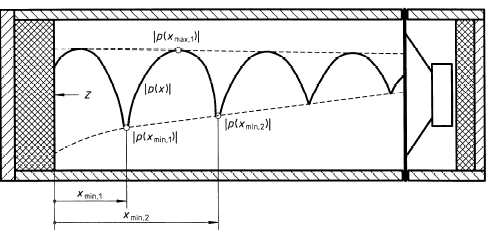 |p(x_max,1)|
|p(x)|
Z
|p(x_min,1)|
|p(x_min,2)|
x_min,1
x_min,2